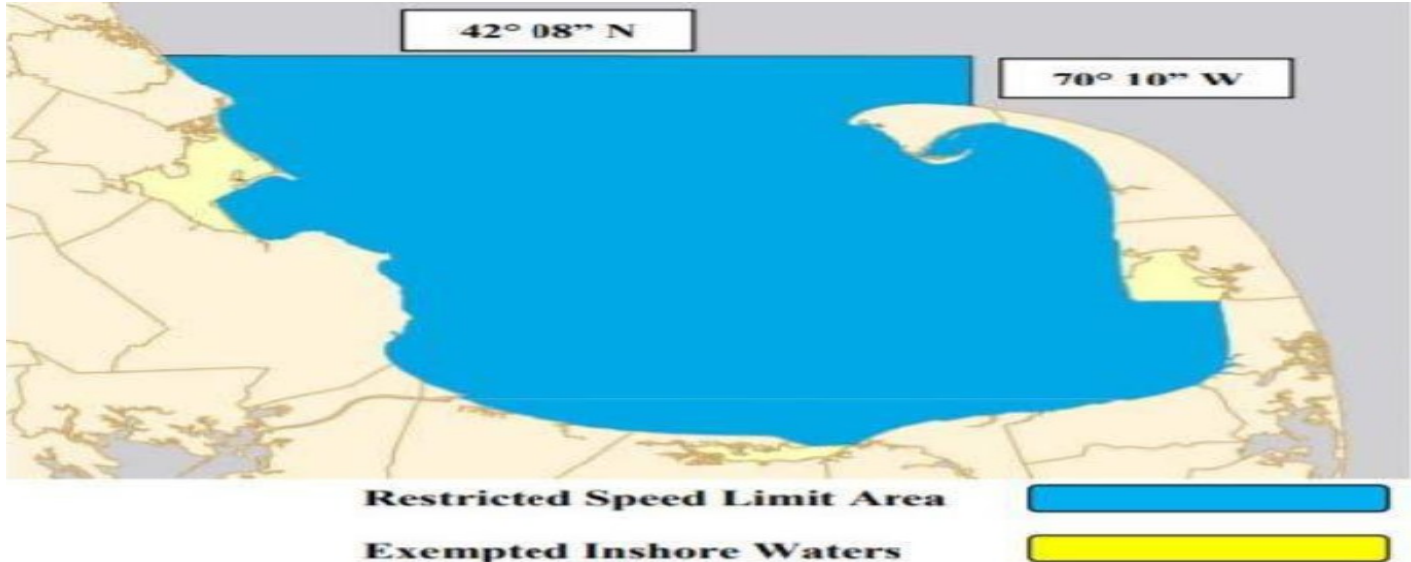 42° 08” N
70° 10” W
Restricted Speed Limit Area
Exempted Inshore Waters